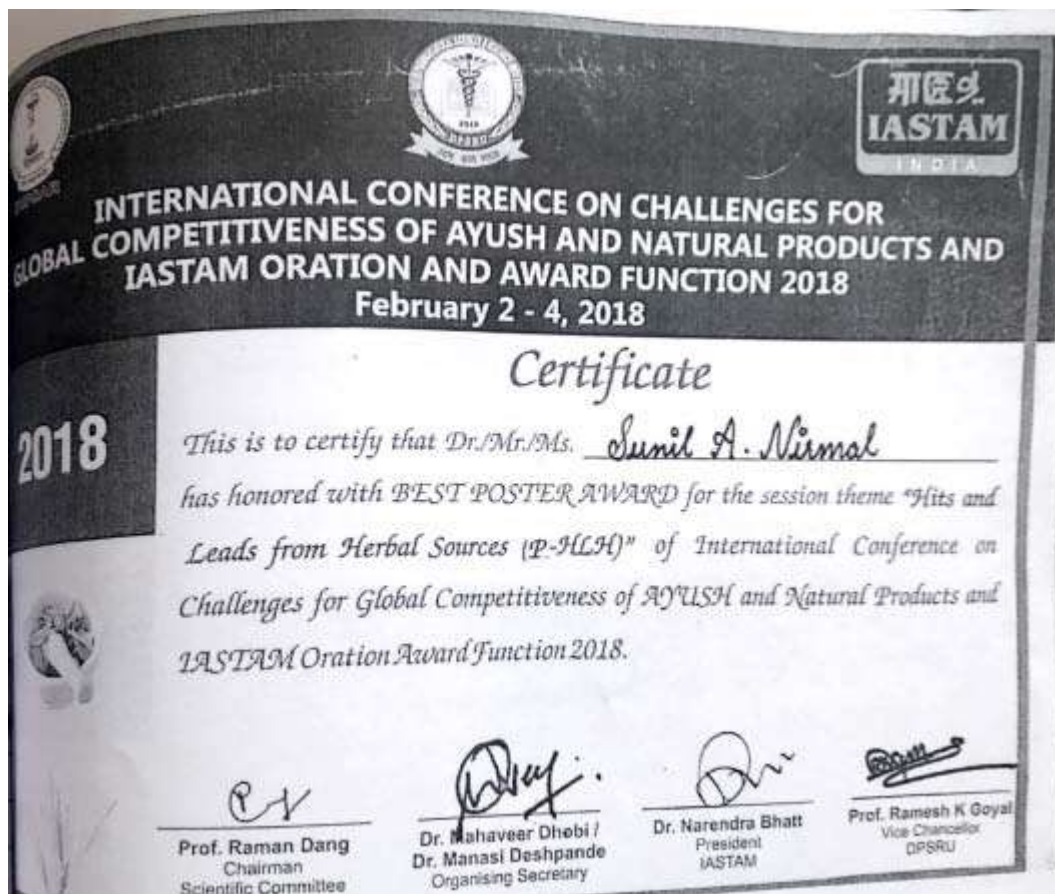 IASTAM
INDIA
INTERNATIONAL CONFERENCE ON CHALLENGES FOR
GLOBAL COMPETITIVENESS OF AYUSH AND NATURAL PRODUCTS AND
IASTAM ORATION AND AWARD FUNCTION 2018
February 2 - 4, 2018
Certificate
2018
This is to certify that Dr./Mr./Ms. Sunil A. Nirmal
has honored with BEST POSTER AWARD for the session theme "Hits and
Leads from Herbal Sources (P-HLH)" of International Conference on
Challenges for Global Competitiveness of AYUSH and Natural Products and
IASTAM Oration Award Function 2018.
Prof. Raman Dang
Chairman
Scientific Committee
Dr. Mahaveer Dhobi /
Dr. Manasi Deshpande
Organising Secretary
Dr. Narendra Bhatt
President
IASTAM
Prof. Ramesh K Goyal
Vice Chancellor
DPSRU